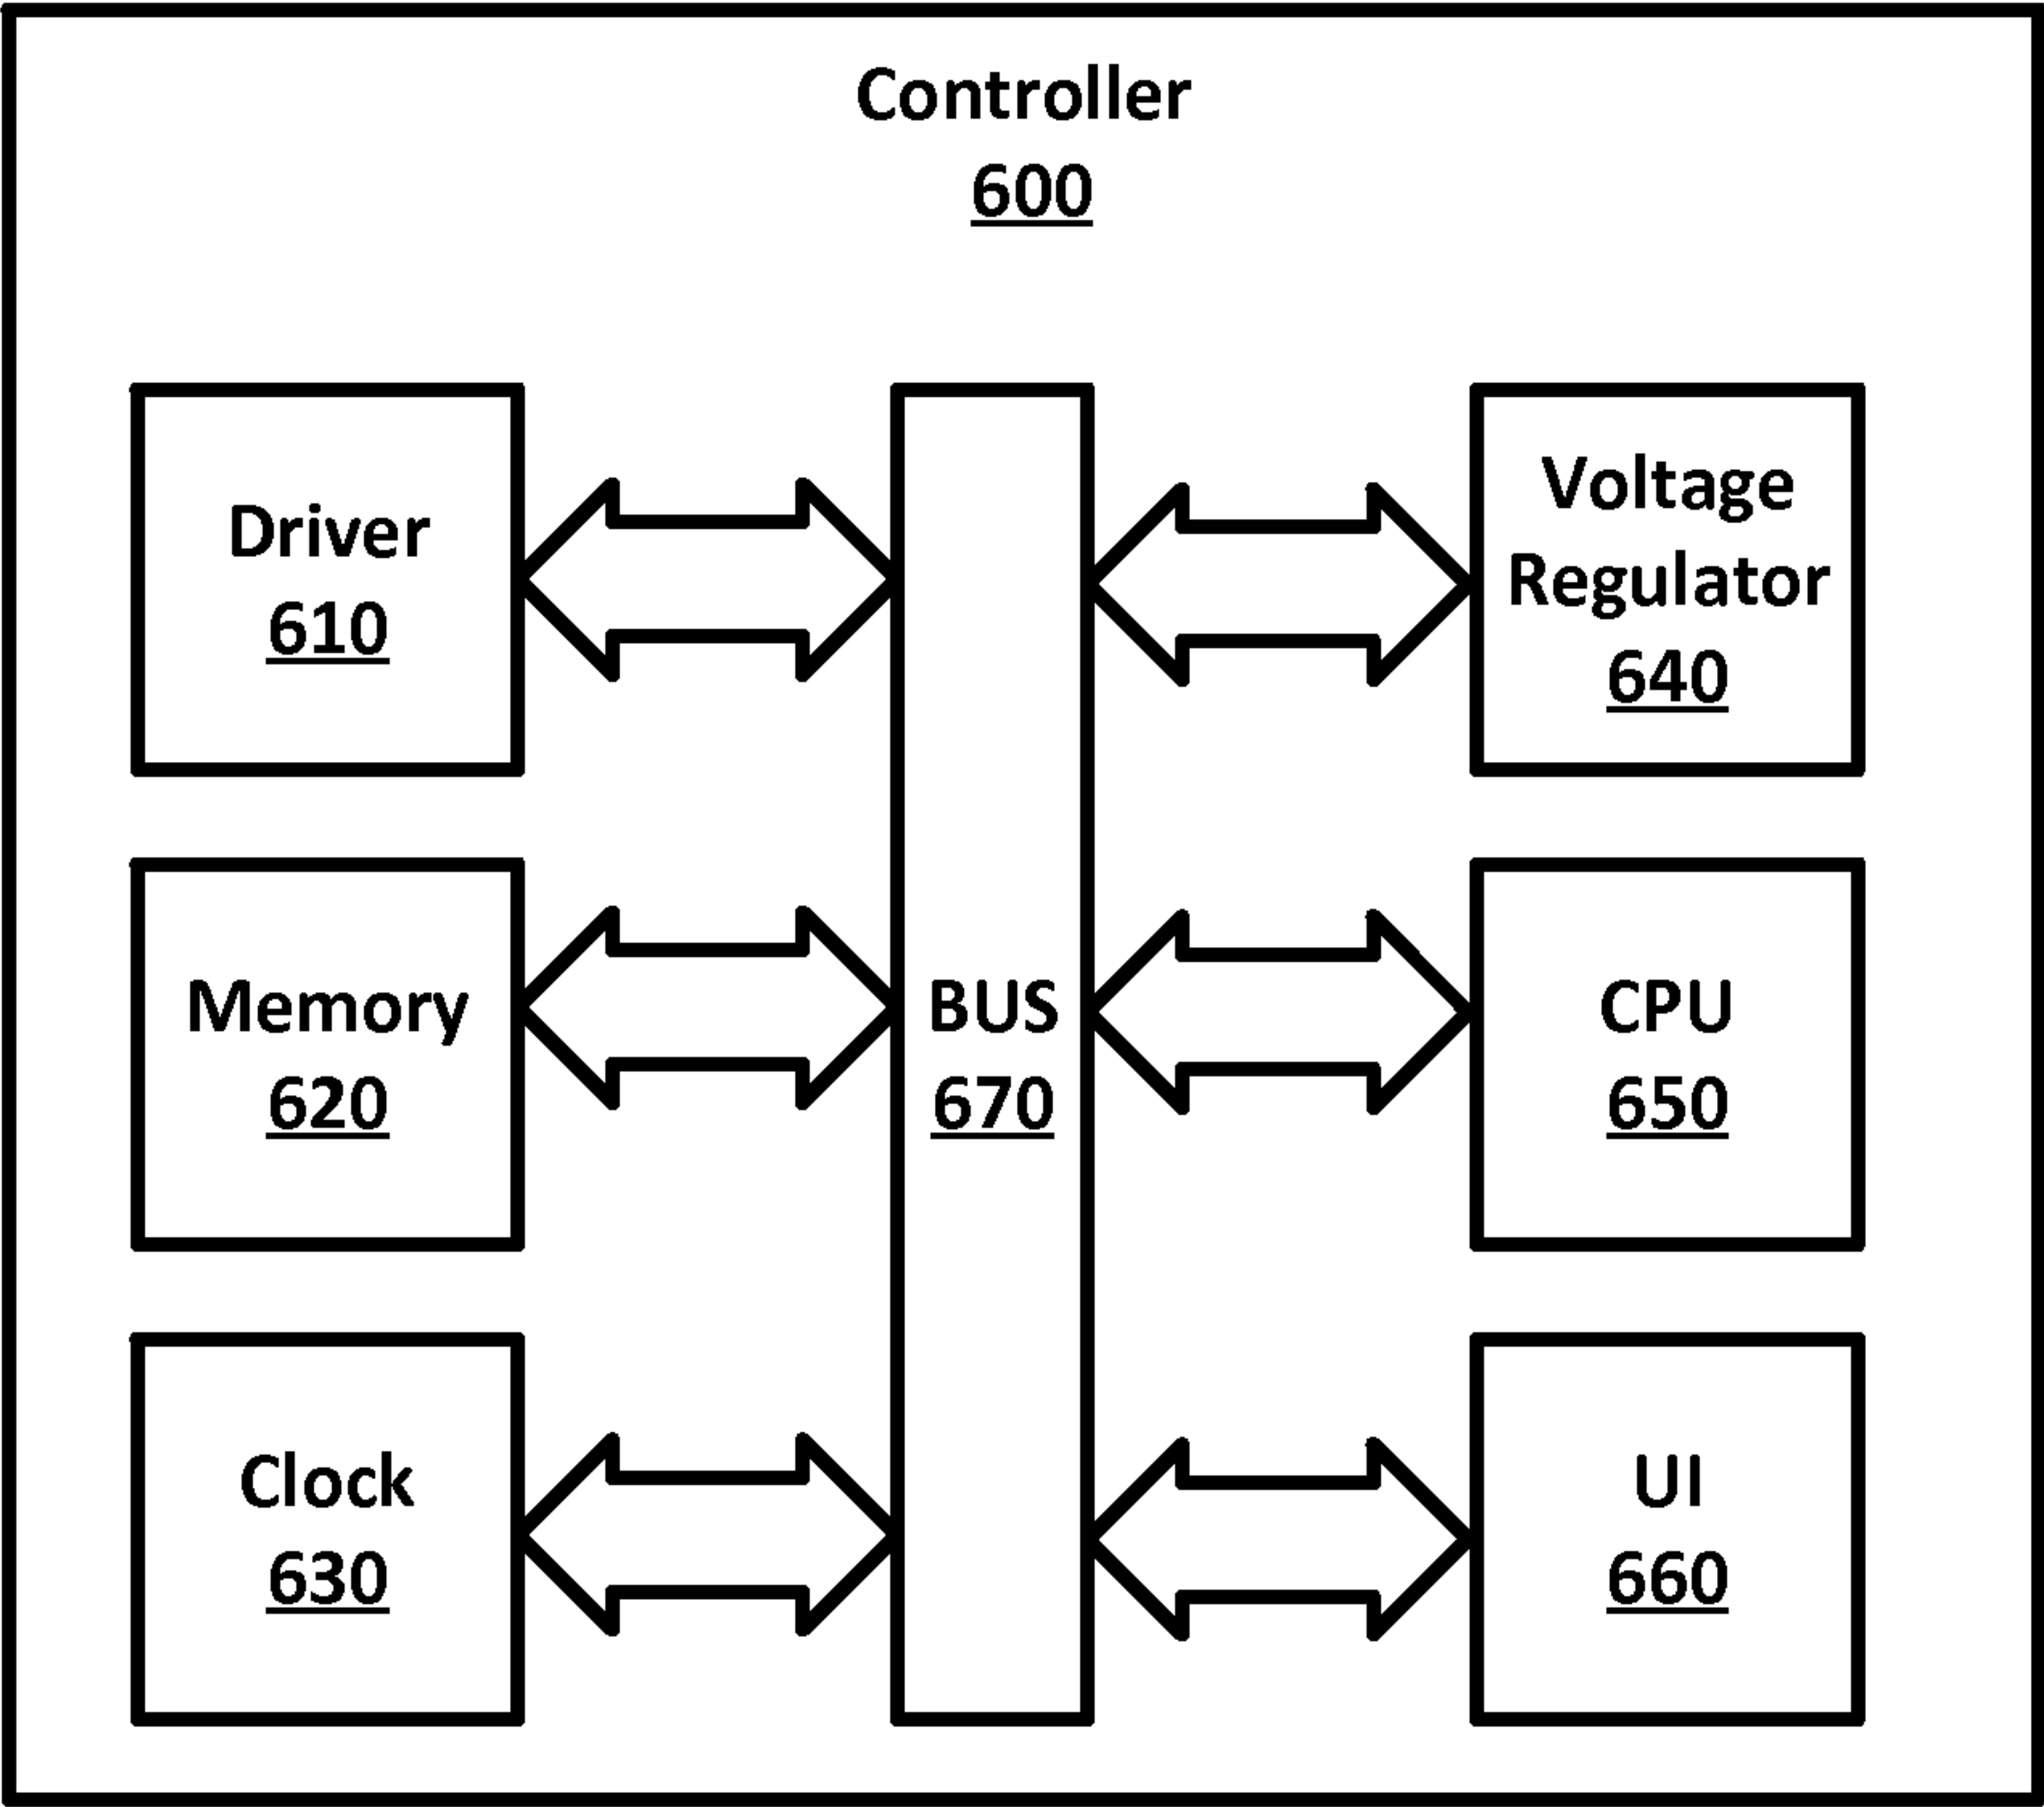 Controller
600
Driver
610
Memory
620
Clock
630
BUS
670
Voltage
Regulator
640
CPU
650
UI
660